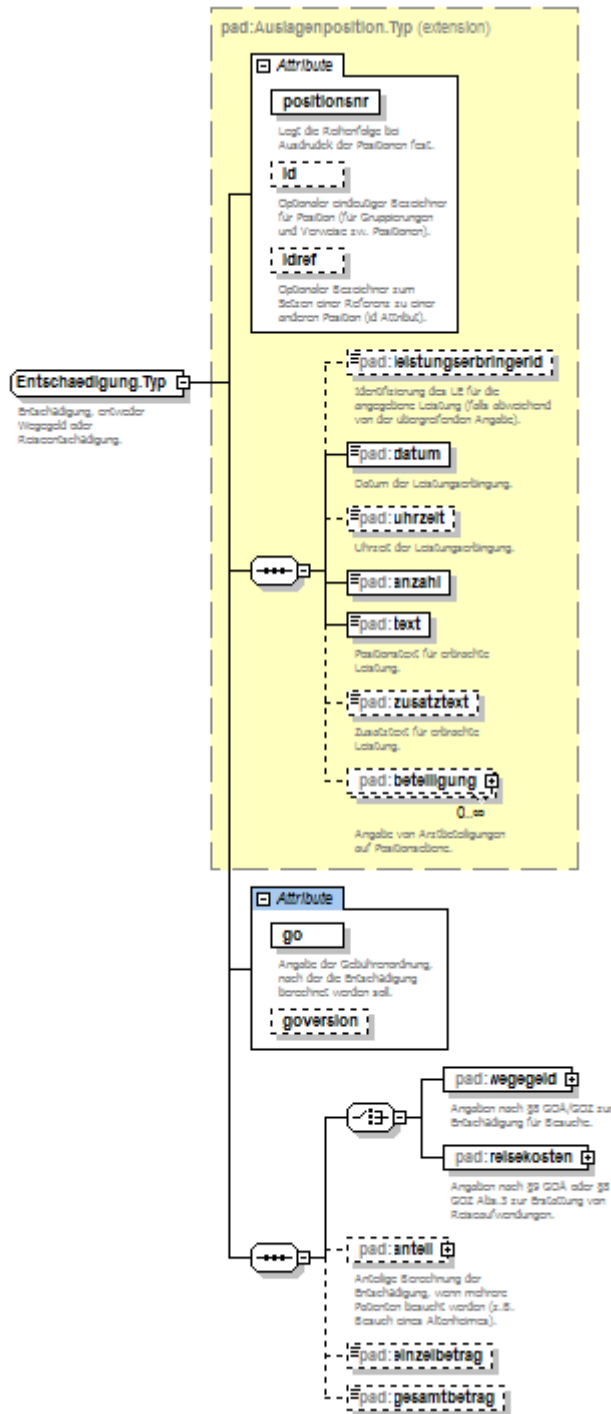 pad:Auslagenposition.Typ (extension)
Attribute
positionsnr
Legt die Reihenfolge bei
Ausdrudek der Positionen fest.
id
Optionaler eindeutiger Bezeichner
für Position (für Gruppierungen
und Verweise zw. Positionen).
idref
Optionaler Bezeichner zum
Setzen einer Referenz zu einer
anderen Position (id Attribut).
Entschaedigung.Typ
Entschädigung, entweder
Wegegeld oder
Reiseentschädigung.
pad:leistungserbringerid
Identifizierung des LE für die
angegebene Leistung (falls abweichend
von der übergreifenden Angabe).
pad:datum
Datum der Leistungserbingung.
pad:uhrzeit
Uhrzeit der Leistungserbingung.
pad:anzahl
pad:text
Positionstext für erbrachte
Leistung.
pad:zusatztext
Zusatztext für erbrachte
Leistung.
pad:beteiligung
0..∞
Angabe von Arztbeteiligungen
auf Positionsebene.
Attribute
go
Angabe der Gebührenordnung,
nach der die Entschädigung
berechnet werden soll.
goversion
pad:wegegeld
Angaben nach §8 GOÄ/GOZ zur
Entschädigung für Besuche.
pad:reisekosten
Angaben nach §9 GOÄ oder §8
GOZ Abs.3 zur Erstattung von
Reiseaufwendungen.
pad:anteil
Anteilige Berechnung der
Entschädigung, wenn mehrere
Patienten besucht werden (z.B.
Besuch eines Altenheimes).
pad:einzelbetrag
pad:gesamtbetrag